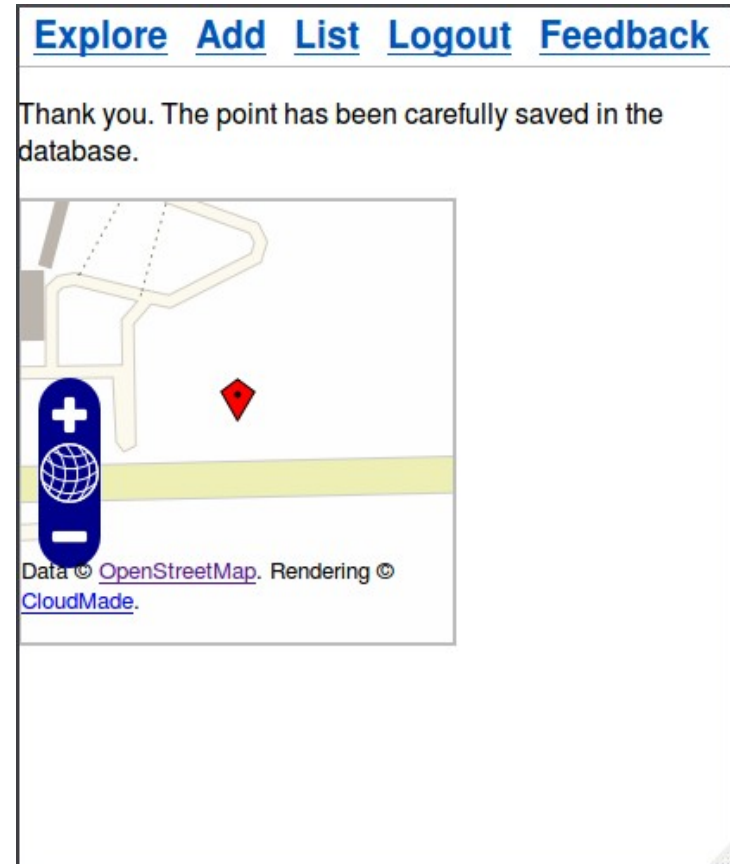 Explore Add List Logout Feedback
Thank you. The point has been carefully saved in the
database.
Data © OpenStreetMap. Rendering ©
CloudMade.